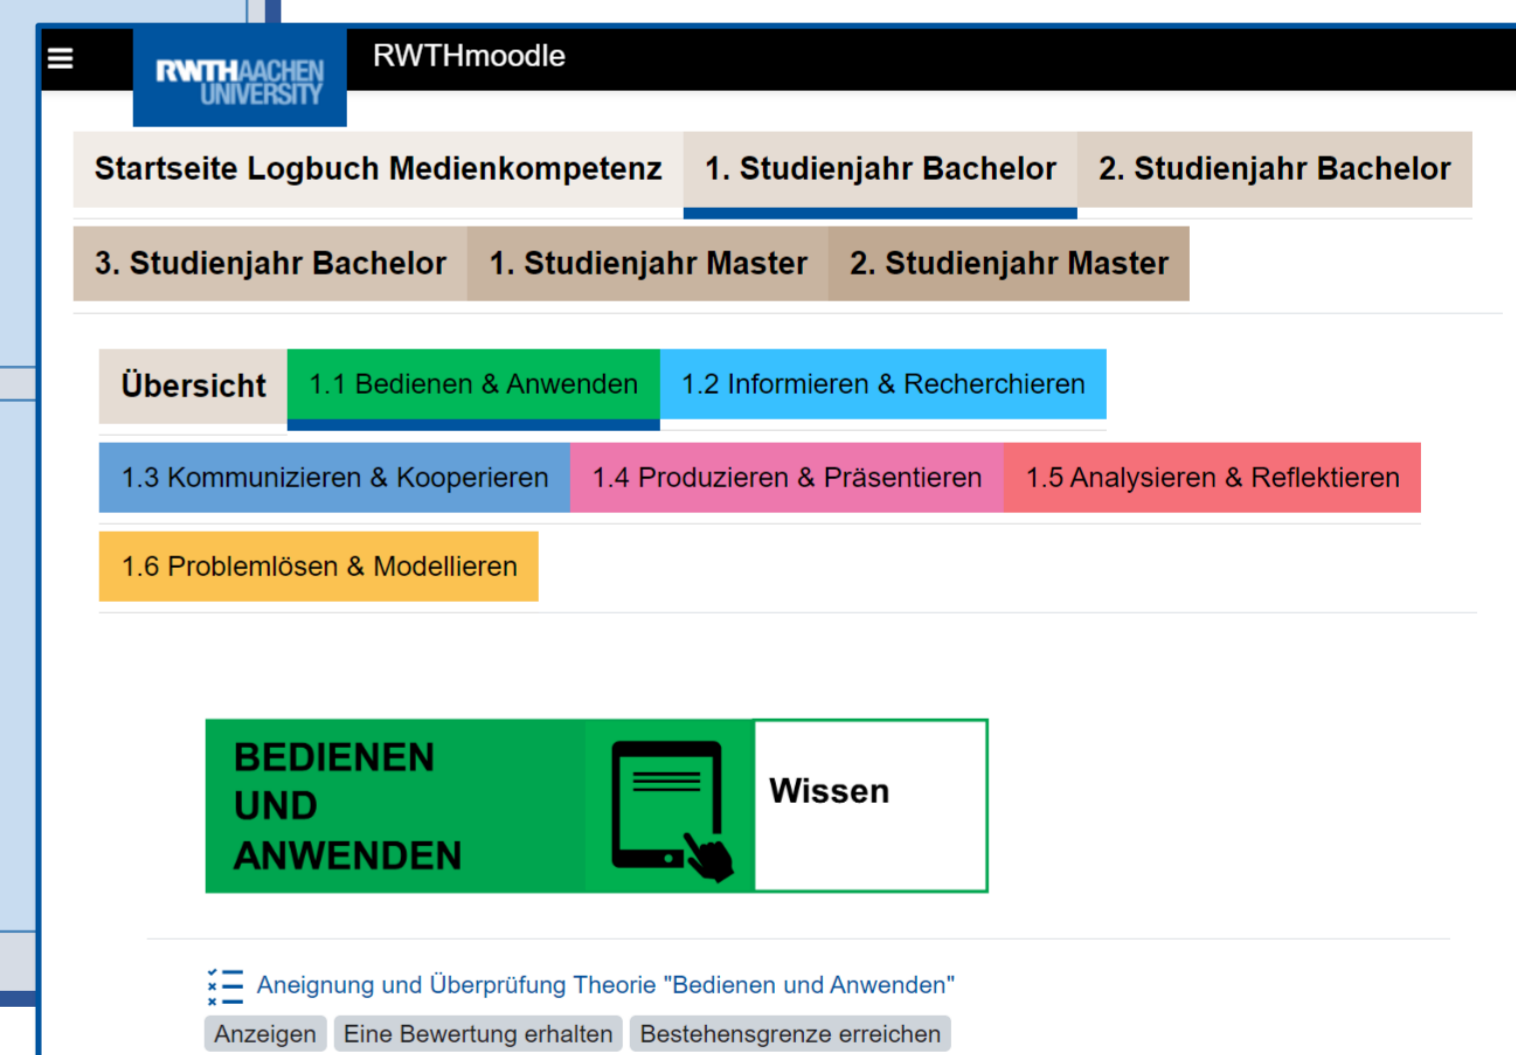 RWTHAACHEN
UNIVERSITY
RWTHmoodle
Startseite Logbuch Medienkompetenz 1. Studienjahr Bachelor 2. Studienjahr Bachelor
3. Studienjahr Bachelor 1. Studienjahr Master 2. Studienjahr Master
Übersicht 1.1 Bedienen & Anwenden 1.2 Informieren & Recherchieren
1.3 Kommunizieren & Kooperieren 1.4 Produzieren & Präsentieren 1.5 Analysieren & Reflektieren
1.6 Problemlösen & Modellieren
BEDIENEN
UND
ANWENDEN
Wissen
Aneignung und Überprüfung Theorie "Bedienen und Anwenden"
Anzeigen Eine Bewertung erhalten Bestehensgrenze erreichen